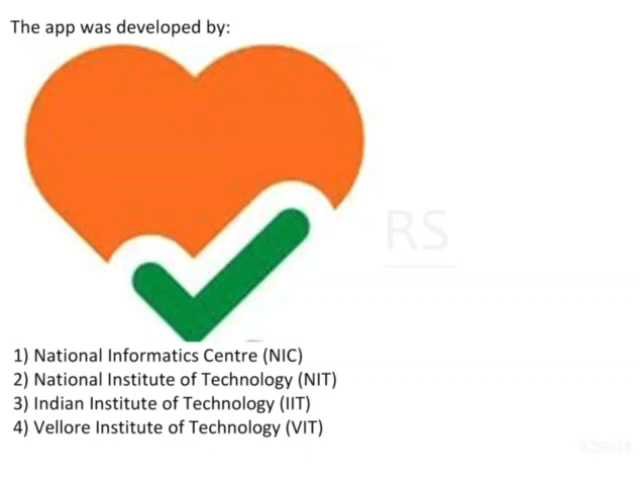 The app was developed by:
RS
1) National Informatics Centre (NIC)
2) National Institute of Technology (NIT)
3) Indian Institute of Technology (IIT)
4) Vellore Institute of Technology (VIT)